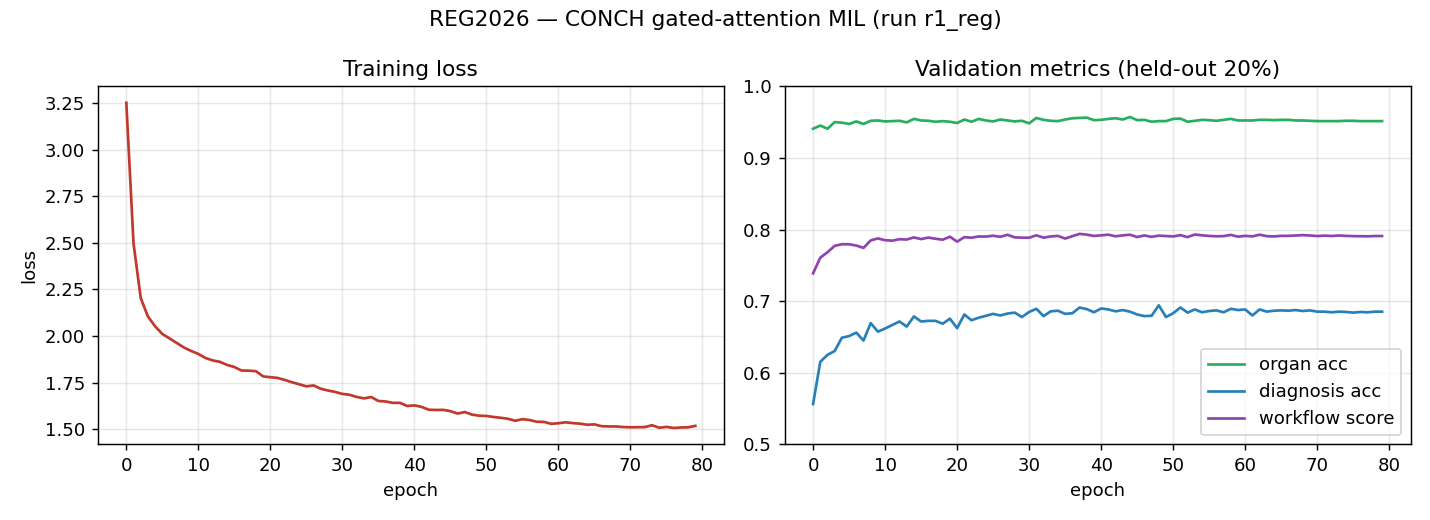 REG2026 — CONCH gated-attention MIL (run r1_reg)
Training loss
3.25
3.00
2.75
2.50
2.25
2.00
1.75
1.50
loss
0 10 20 30 40 50 60 70 80
epoch
Validation metrics (held-out 20%)
1.0
0.9
0.8
0.7
0.6
0.5
organ acc
diagnosis acc
workflow score
0 10 20 30 40 50 60 70 80
epoch